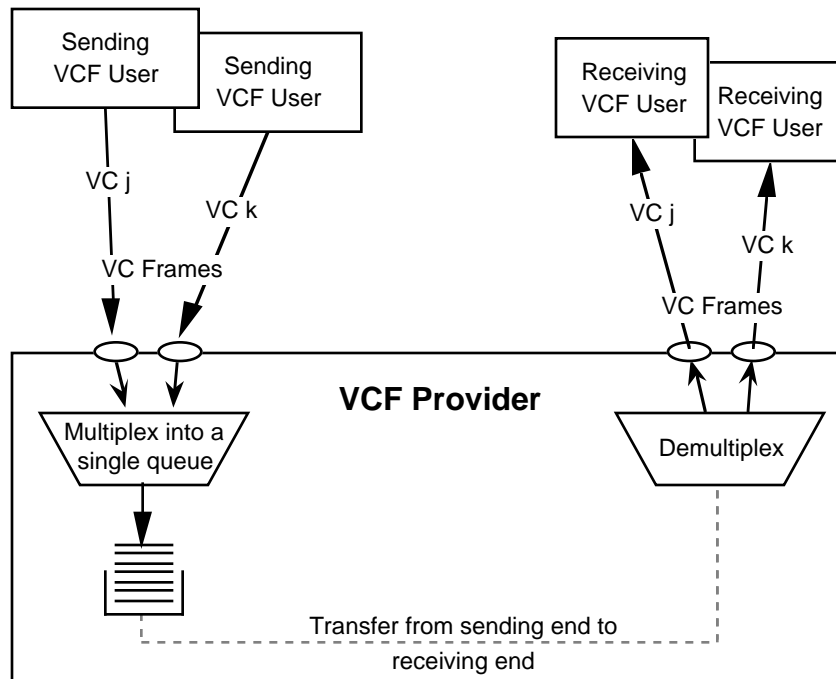 Sending
VCF User
Sending
VCF User
Receiving
VCF User
Receiving
VCF User
VC j
VC k
VC Frames
VC j
VC k
VC Frames
VCF Provider
Multiplex into a
single queue
Demultiplex
Transfer from sending end to
receiving end